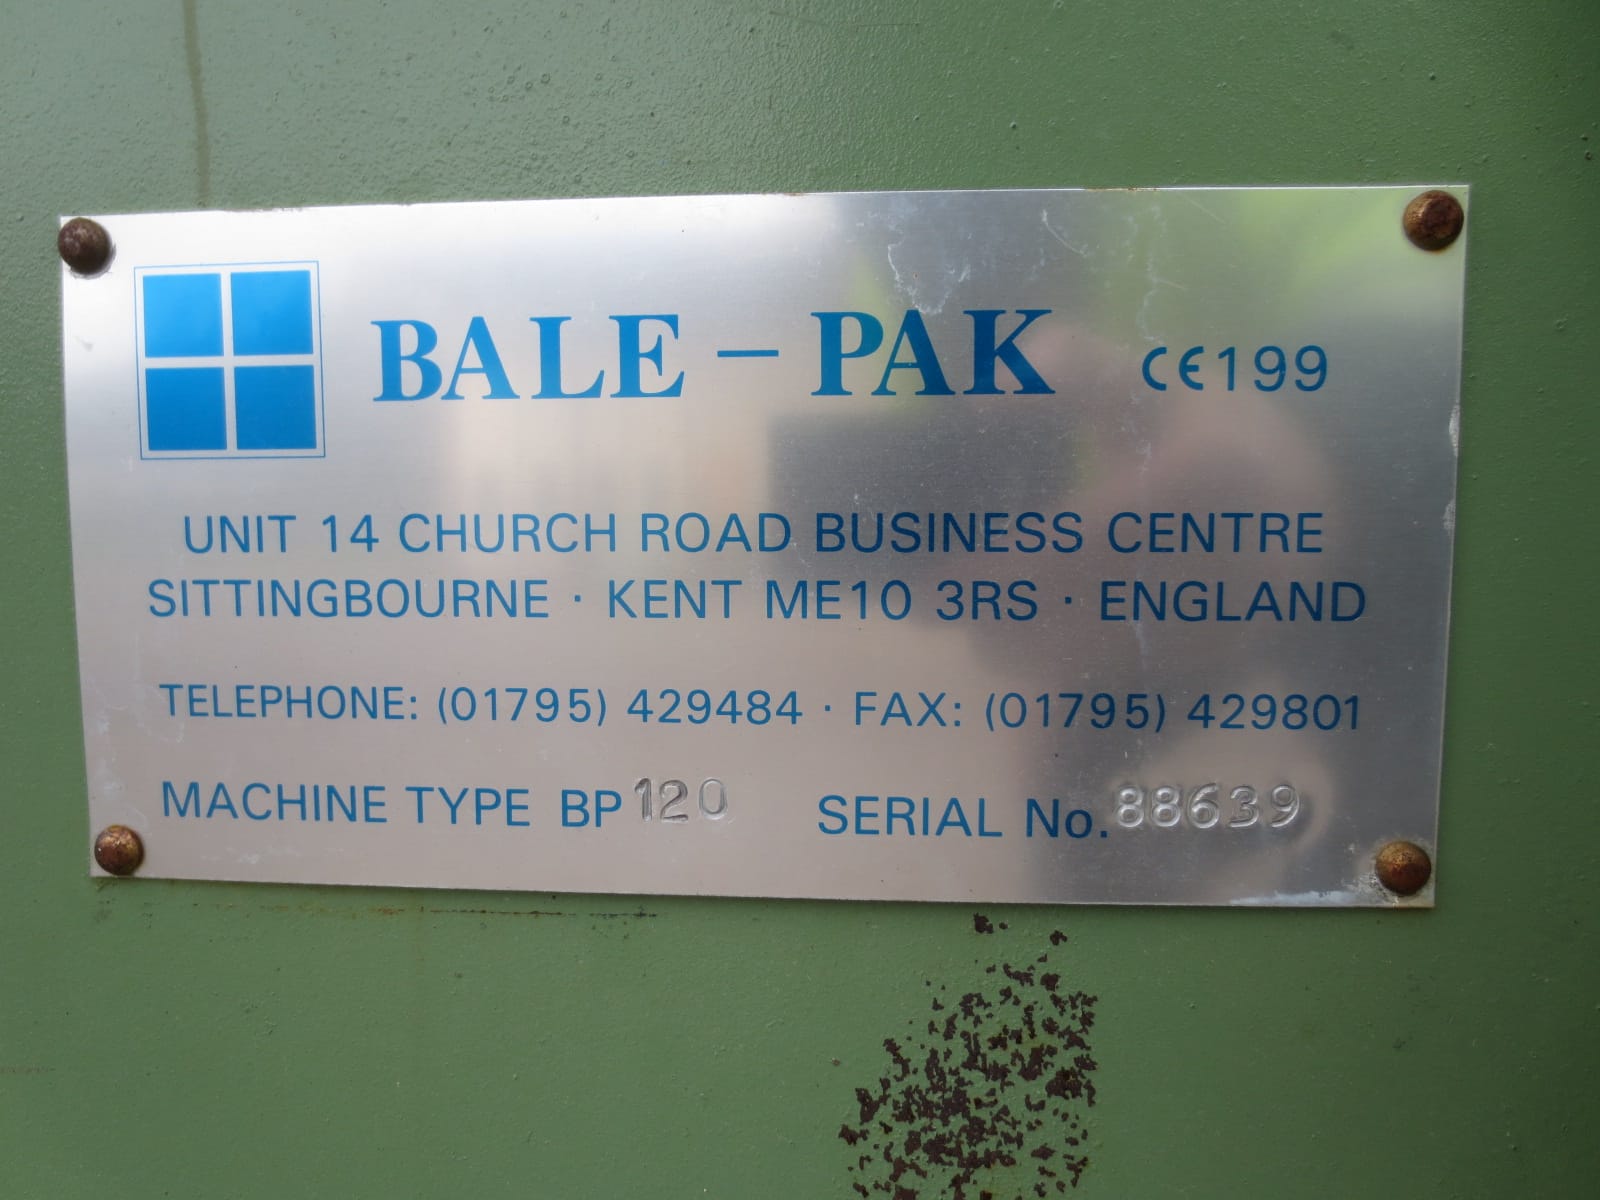 BALE – PAK CE199
UNIT 14 CHURCH ROAD BUSINESS CENTRE
SITTINGBOURNE · KENT ME10 3RS · ENGLAND
TELEPHONE: (01795) 429484 · FAX: (01795) 429801
MACHINE TYPE BP 120 SERIAL No. 88639